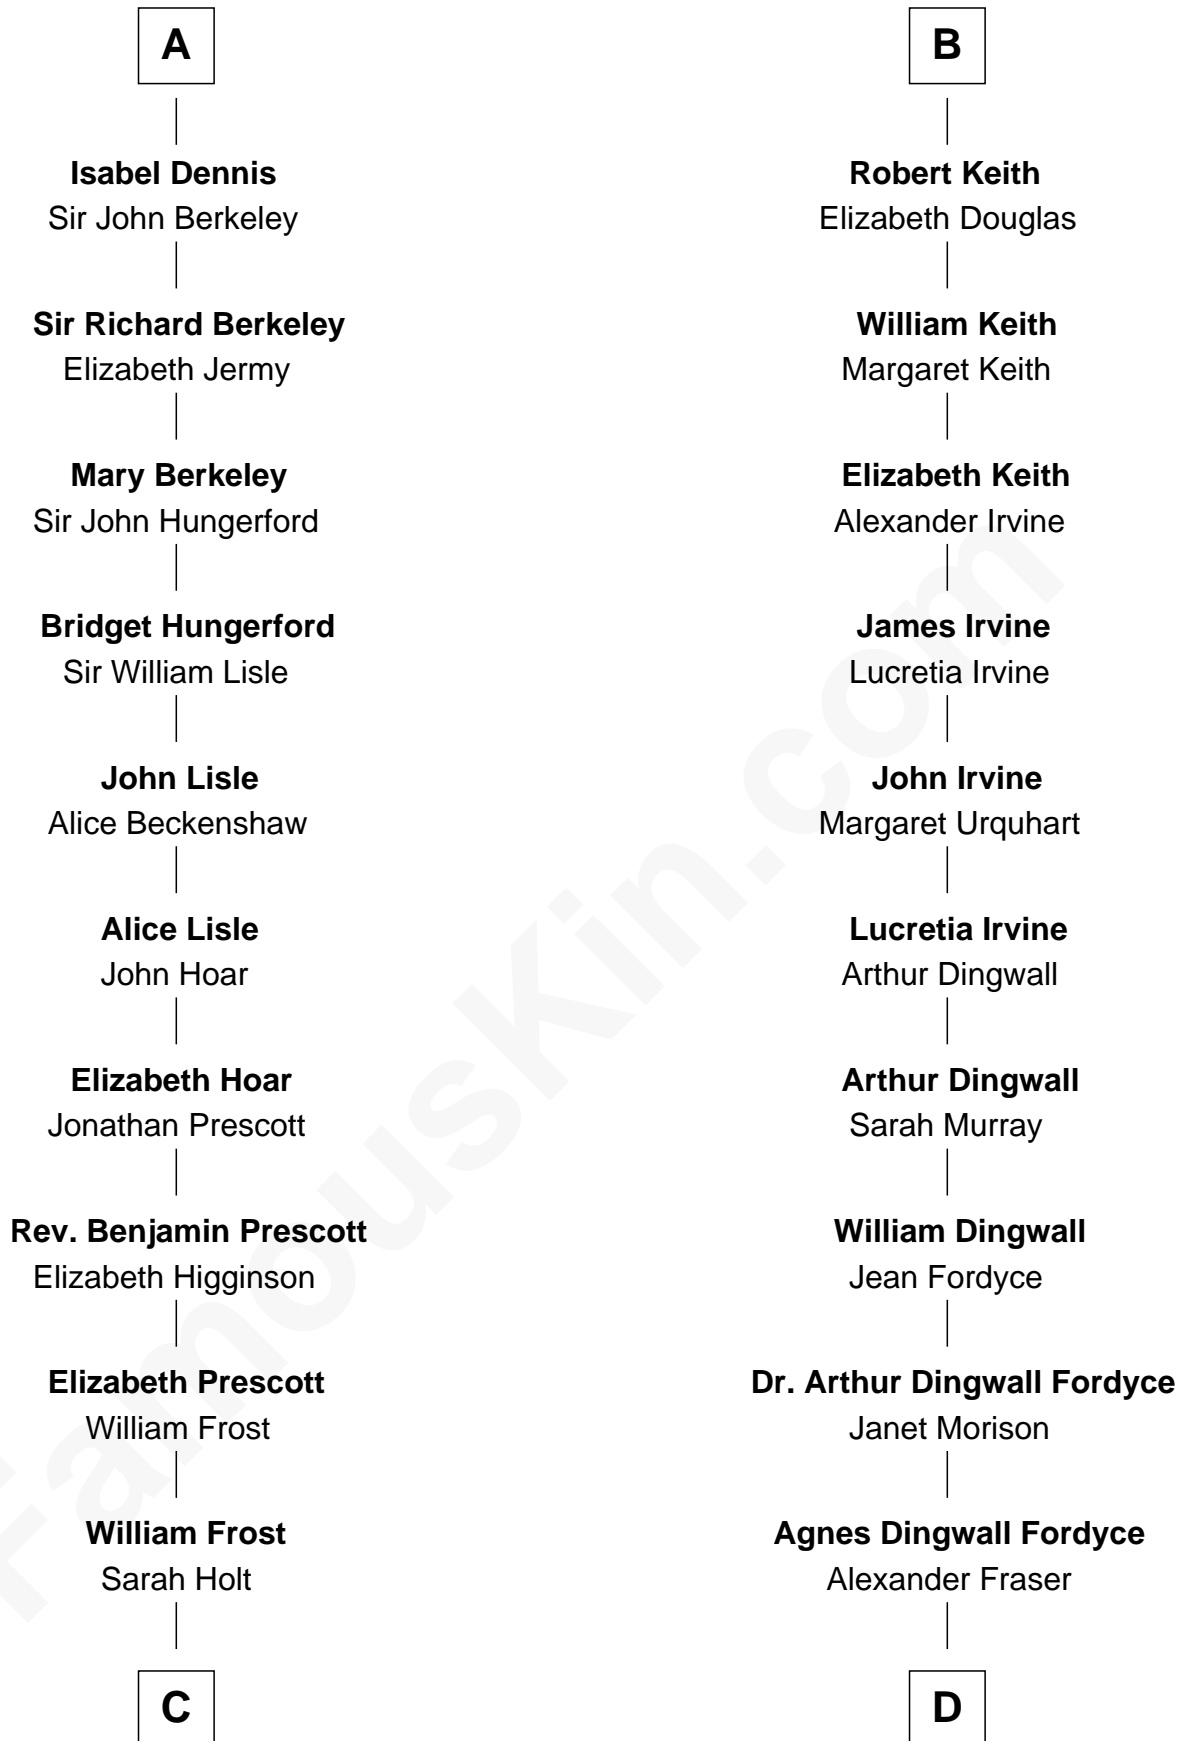 A
Isabel Dennis
Sir John Berkeley
Sir Richard Berkeley
Elizabeth Jermy
Mary Berkeley
Sir John Hungerford
Bridget Hungerford
Sir William Lisle
John Lisle
Alice Beckenshaw
Alice Lisle
John Hoar
Elizabeth Hoar
Jonathan Prescott
Rev. Benjamin Prescott
Elizabeth Higginson
Elizabeth Prescott
William Frost
William Frost
Sarah Holt
C
B
Robert Keith
Elizabeth Douglas
William Keith
Margaret Keith
Elizabeth Keith
Alexander Irvine
James Irvine
Lucretia Irvine
John Irvine
Margaret Urquhart
Lucretia Irvine
Arthur Dingwall
Arthur Dingwall
Sarah Murray
William Dingwall
Jean Fordyce
Dr. Arthur Dingwall Fordyce
Janet Morison
Agnes Dingwall Fordyce
Alexander Fraser
D
FamousKin.com